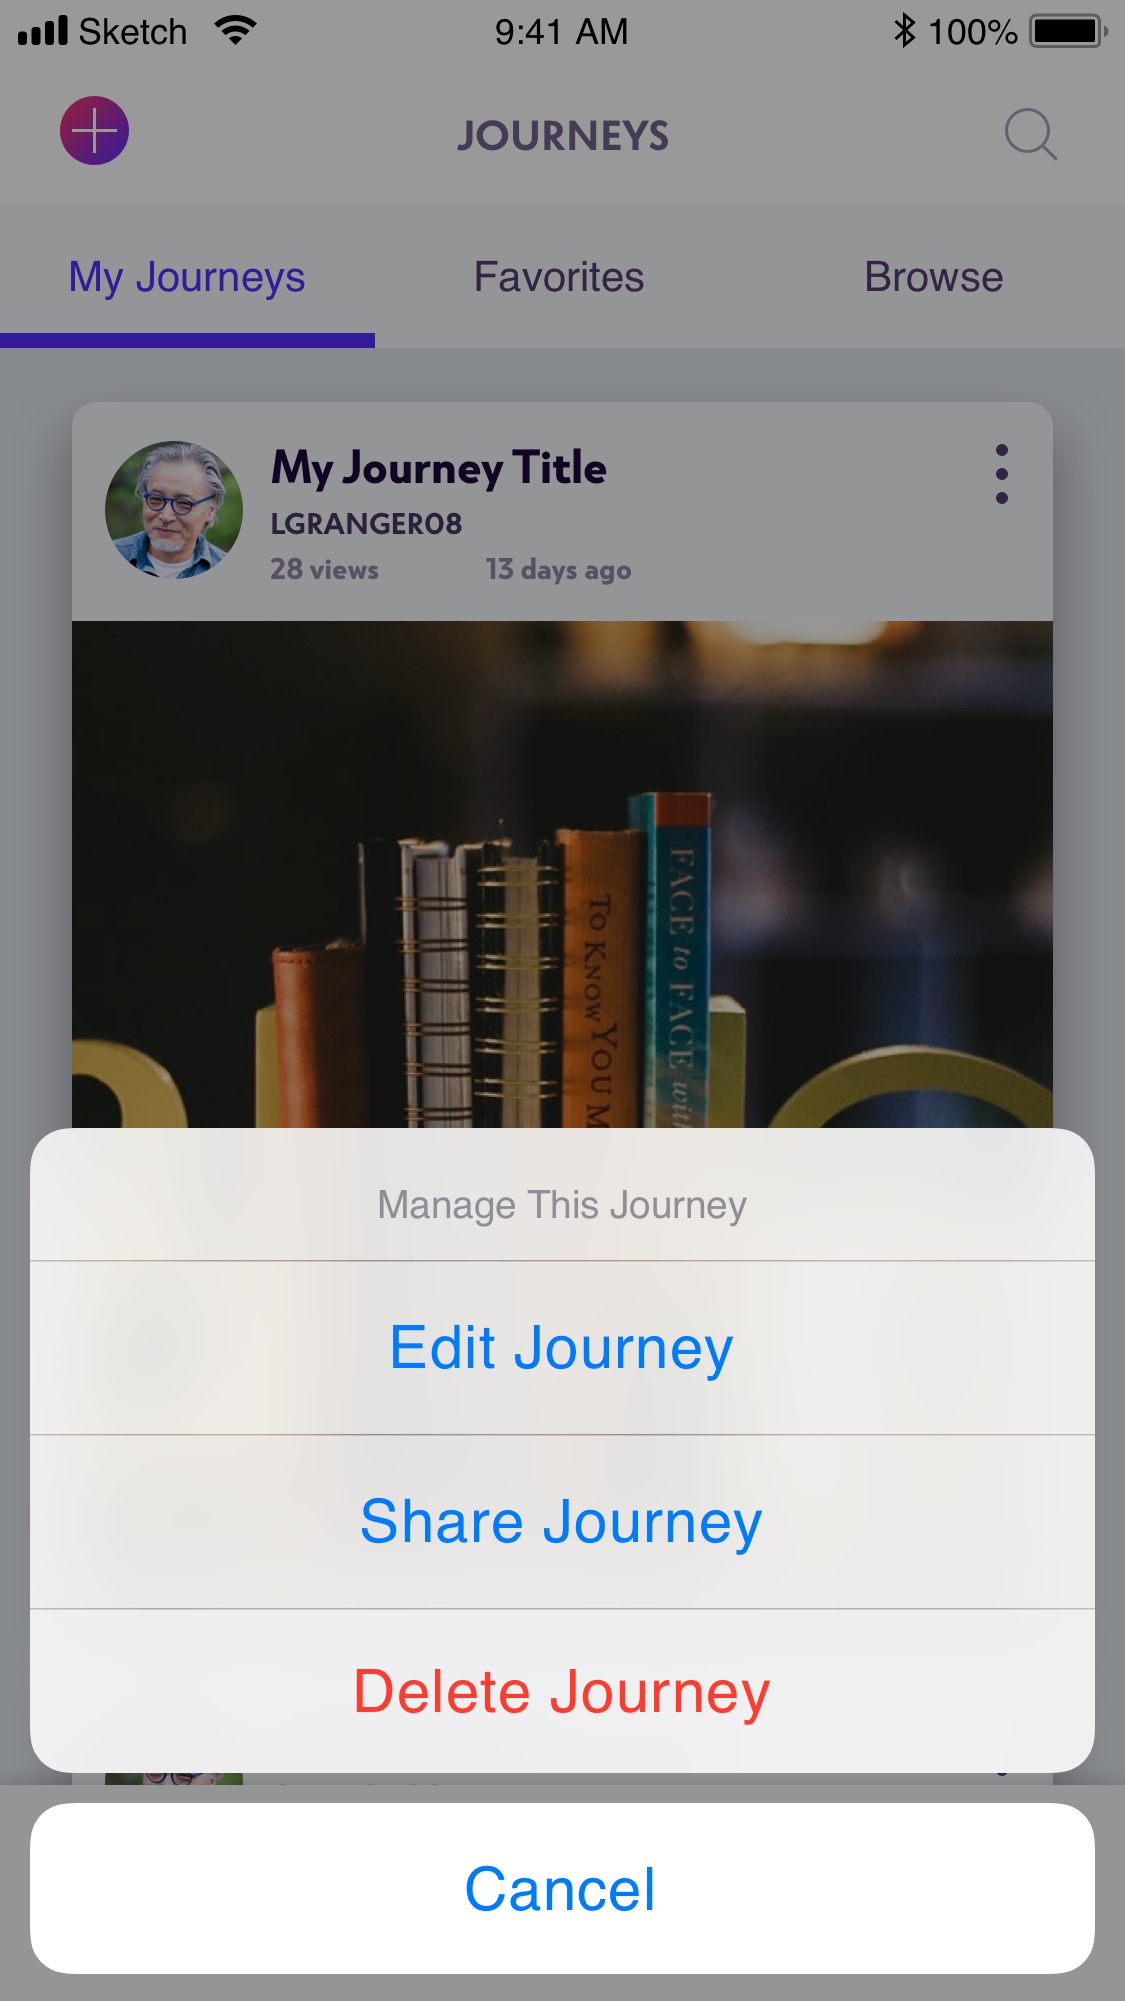 Sketch 9:41 AM 100%
JOURNEYS
My Journeys Favorites Browse
My Journey Title
LGRANGER08
28 views 13 days ago
FACE to FACE with
TO KNOW YOU M
Manage This Journey
Edit Journey
Share Journey
Delete Journey
Cancel